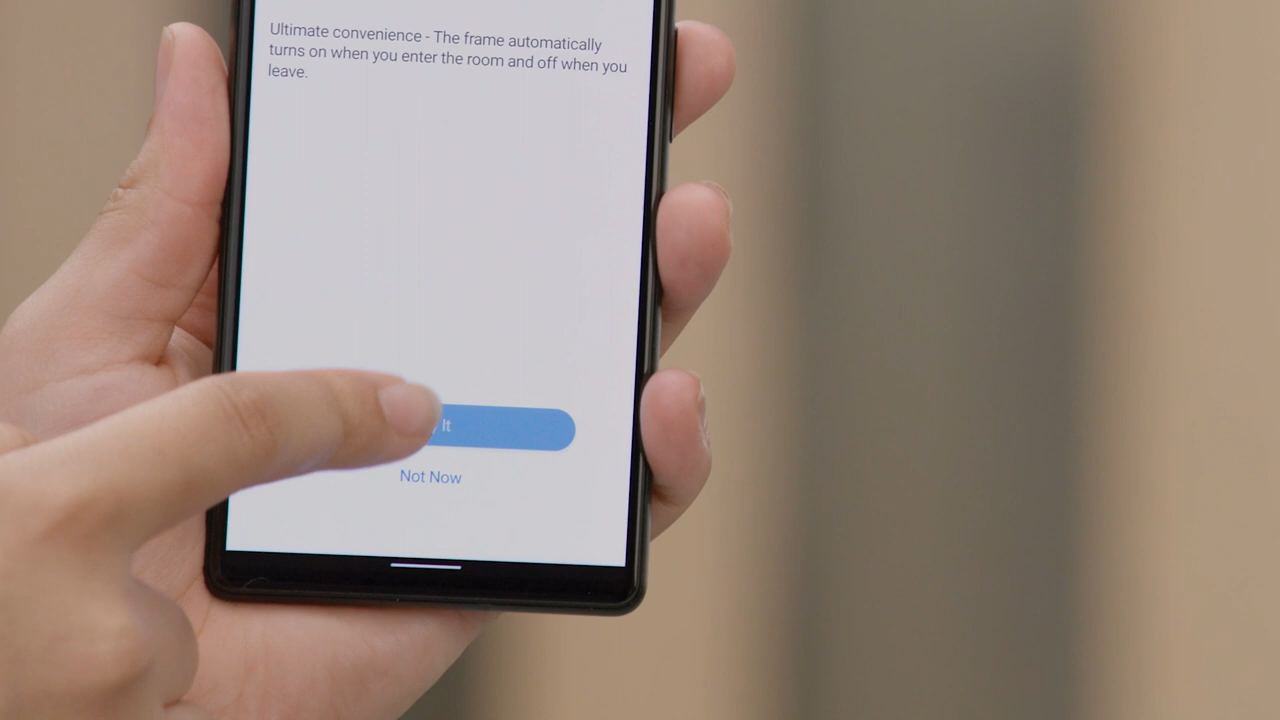 Ultimate convenience - The frame automatically
turns on when you enter the room and off when you
leave.
It
Not Now